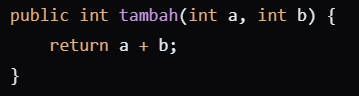 public int tambah(int a, int b) {
    return a + b;
}